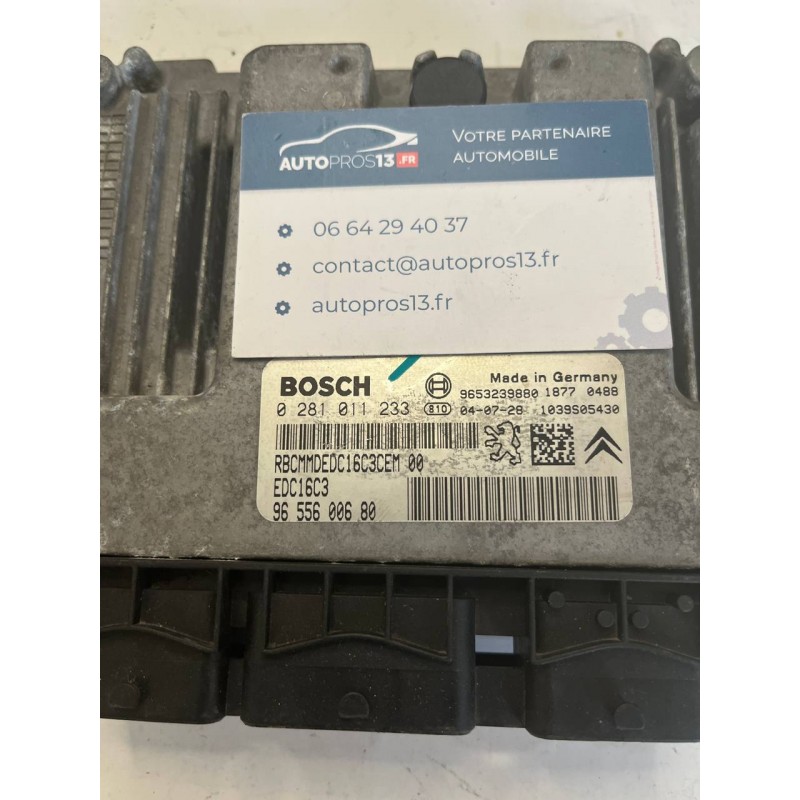 AUTOPROS13.FR
VOTRE PARTENAIRE
AUTOMOBILE
06 64 29 40 37
contact@autopros13.fr
autopros13.fr
BOSCH
Made in Germany
9653239880 1877 0488
0 281 011 233 810 04-07-28 1039S05430
RBCMMDEDC16C3CEM 00
EDC16C3
96 556 006 80